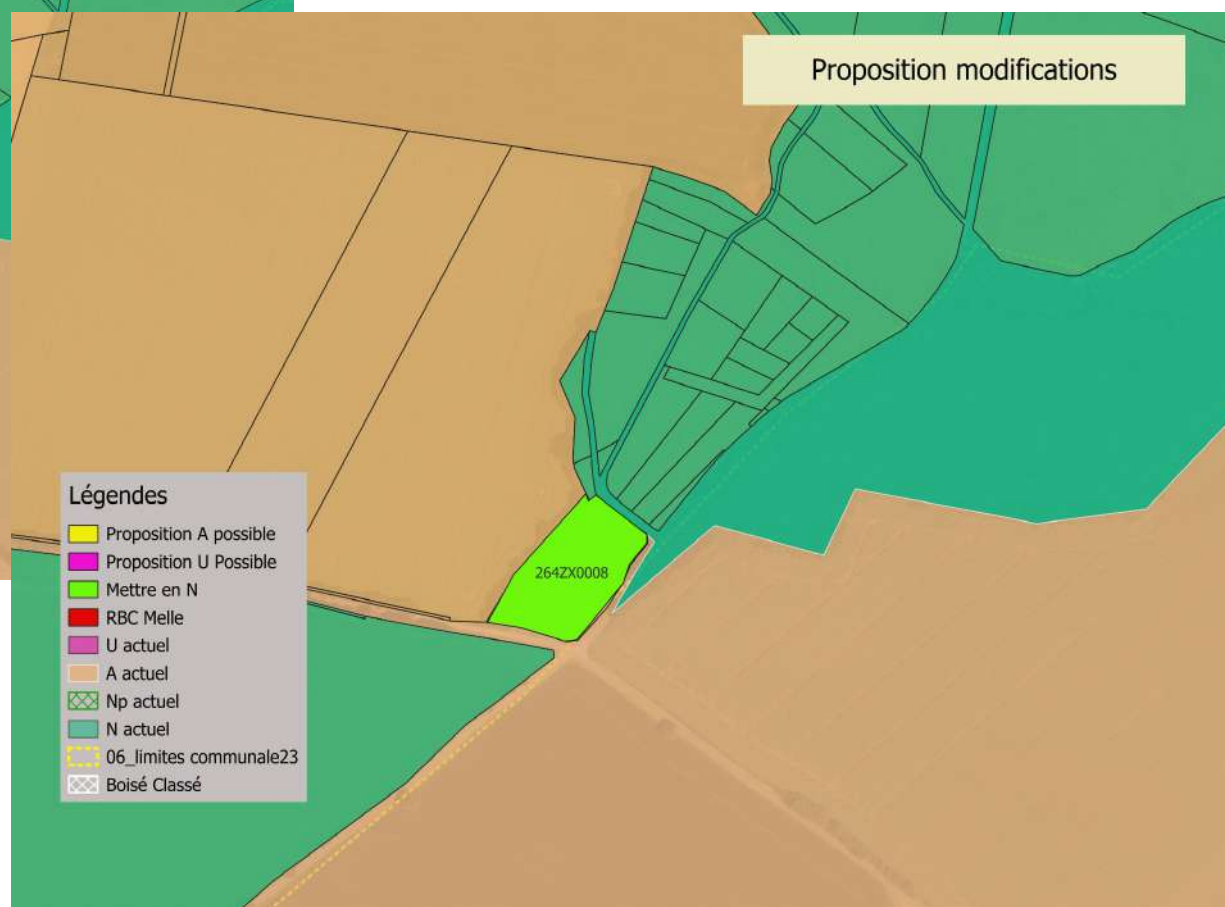 Proposition modifications
264ZX0008
Légendes
Proposition A possible
Proposition U Possible
Mettre en N
RBC Melle
U actuel
A actuel
Np actuel
N actuel
06_limites communale23
Boisé Classé